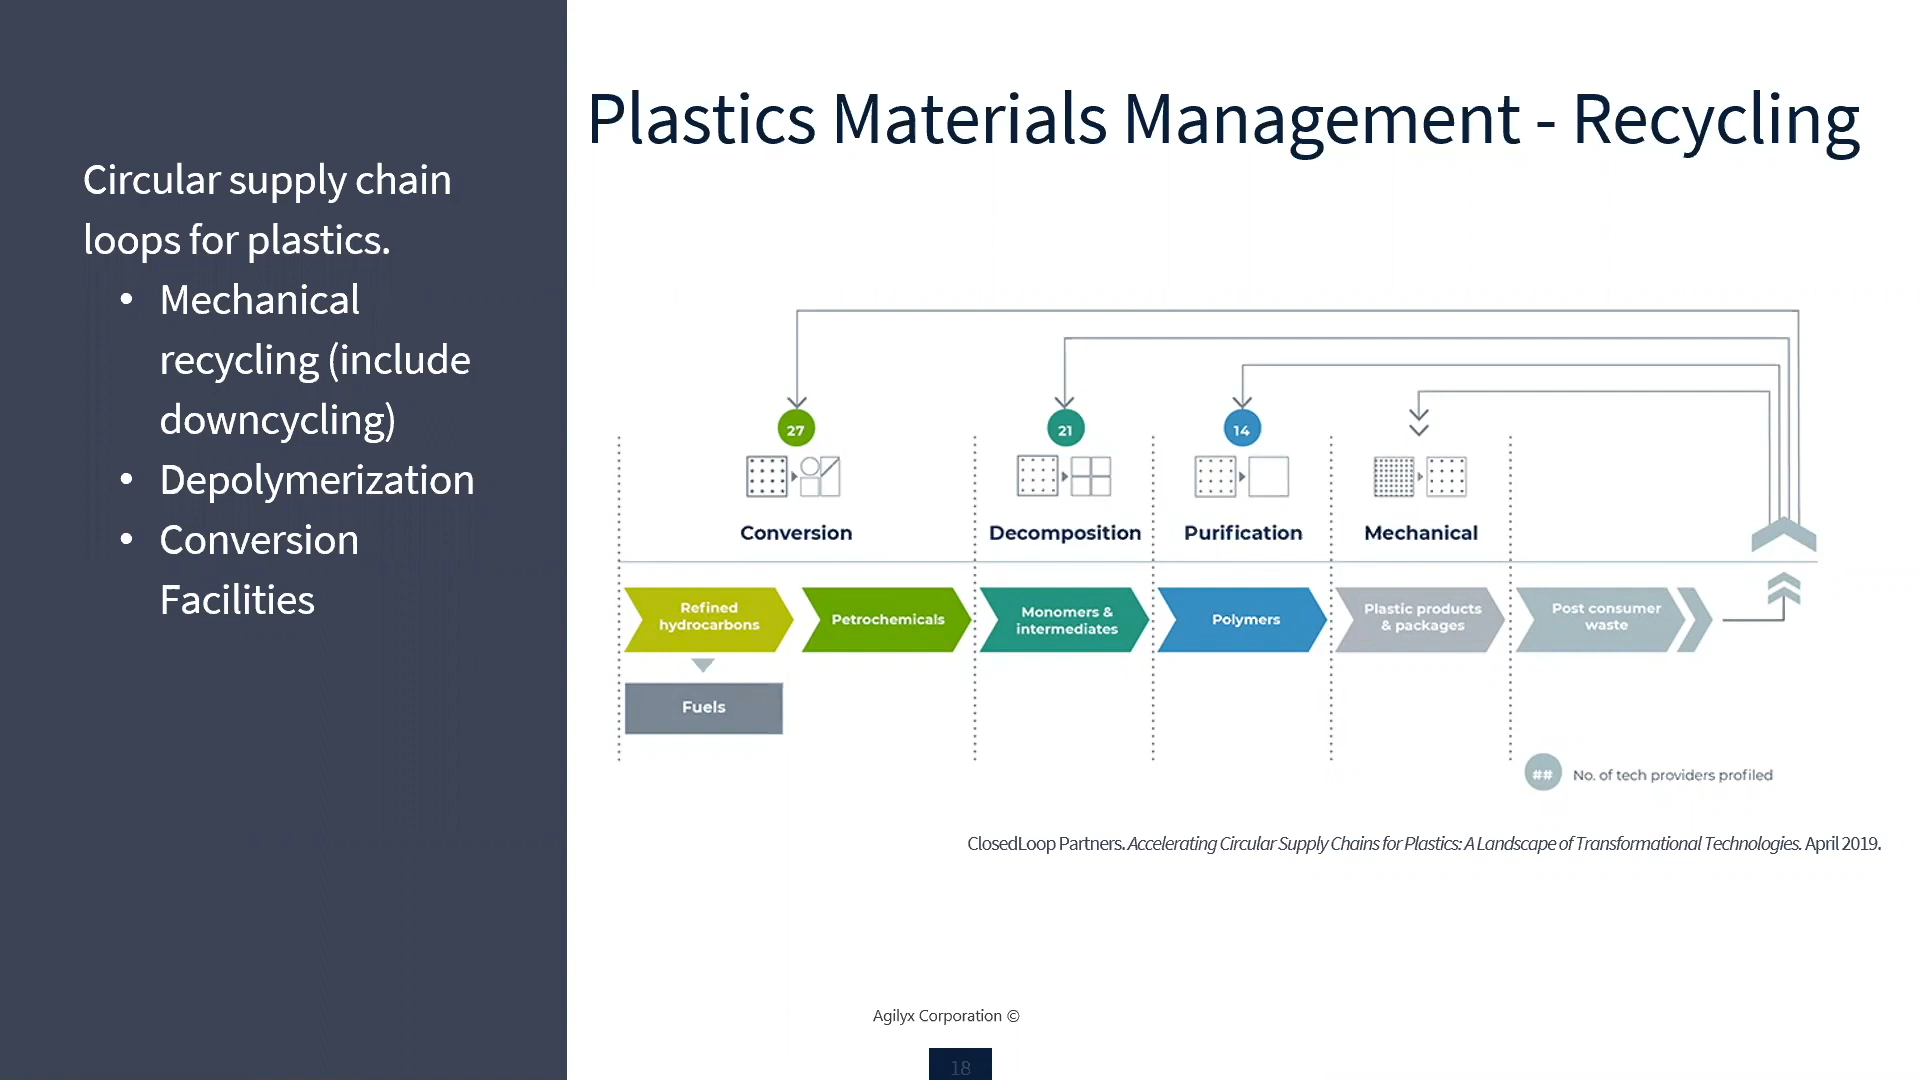 Plastics Materials Management - Recycling
Circular supply chain
loops for plastics.
• Mechanical
recycling (include
downcycling)
• Depolymerization
• Conversion
Facilities
27
21
14
Conversion
Decomposition
Purification
Mechanical
Refined
hydrocarbons
Petrochemicals
Monomers &
intermediates
Polymers
Plastic products
& packages
Post consumer
waste
Fuels
## No. of tech providers profiled
ClosedLoop Partners. Accelerating Circular Supply Chains for Plastics: A Landscape of Transformational Technologies. April 2019.
Agilyx Corporation ©
18